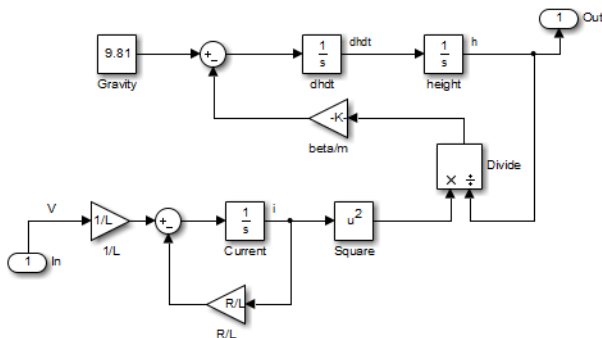 1
Out
9.81
Gravity
+
−
1
s
dhdt
dhdt
1
s
height
h
-K-
beta/m
×
÷
Divide
V
1
In
1/L
1/L
+
−
1
s
Current
i
u²
Square
R/L
R/L